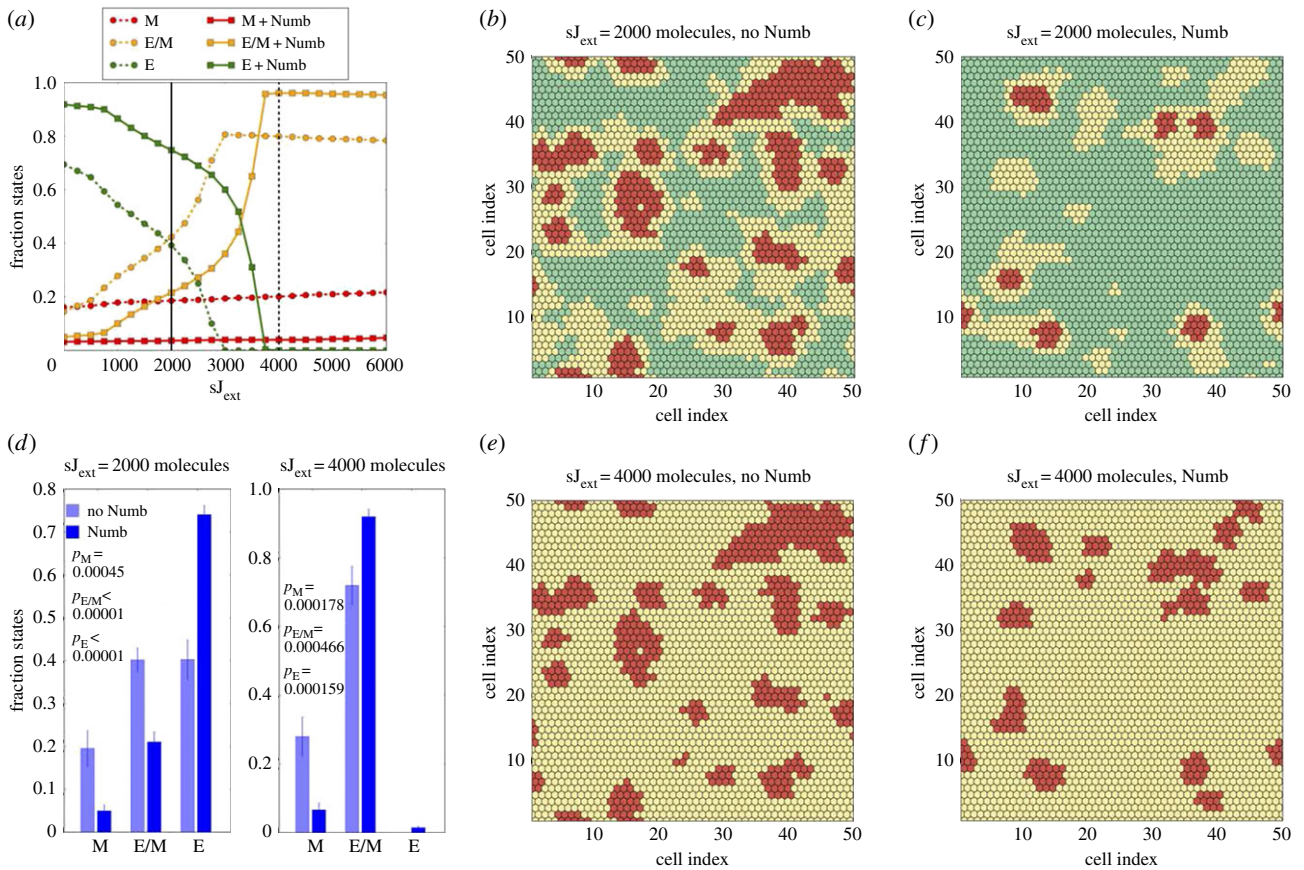 (a)
M
E/M
E
M + Numb
E/M + Numb
E + Numb
1.0
0.8
0.6
0.4
0.2
0 1000 2000 3000 4000 5000 6000
fraction states
sJext
(b)
sJext = 2000 molecules, no Numb
50
40
30
20
10
10 20 30 40 50
cell index
cell index
(c)
sJext = 2000 molecules, Numb
50
40
30
20
10
10 20 30 40 50
cell index
cell index
(d)
sJext = 2000 molecules
0.8
0.7
0.6
0.5
0.4
0.3
0.2
0.1
0
fraction states
no Numb
Numb
pM =
0.00045
pE/M <
0.00001
pE <
0.00001
M E/M E
sJext = 4000 molecules
1.0
0.8
0.6
0.4
0.2
0
pM =
0.000178
pE/M =
0.000466
pE =
0.000159
M E/M E
(e)
sJext = 4000 molecules, no Numb
50
40
30
20
10
10 20 30 40 50
cell index
cell index
(f)
sJext = 4000 molecules, Numb
50
40
30
20
10
10 20 30 40 50
cell index
cell index